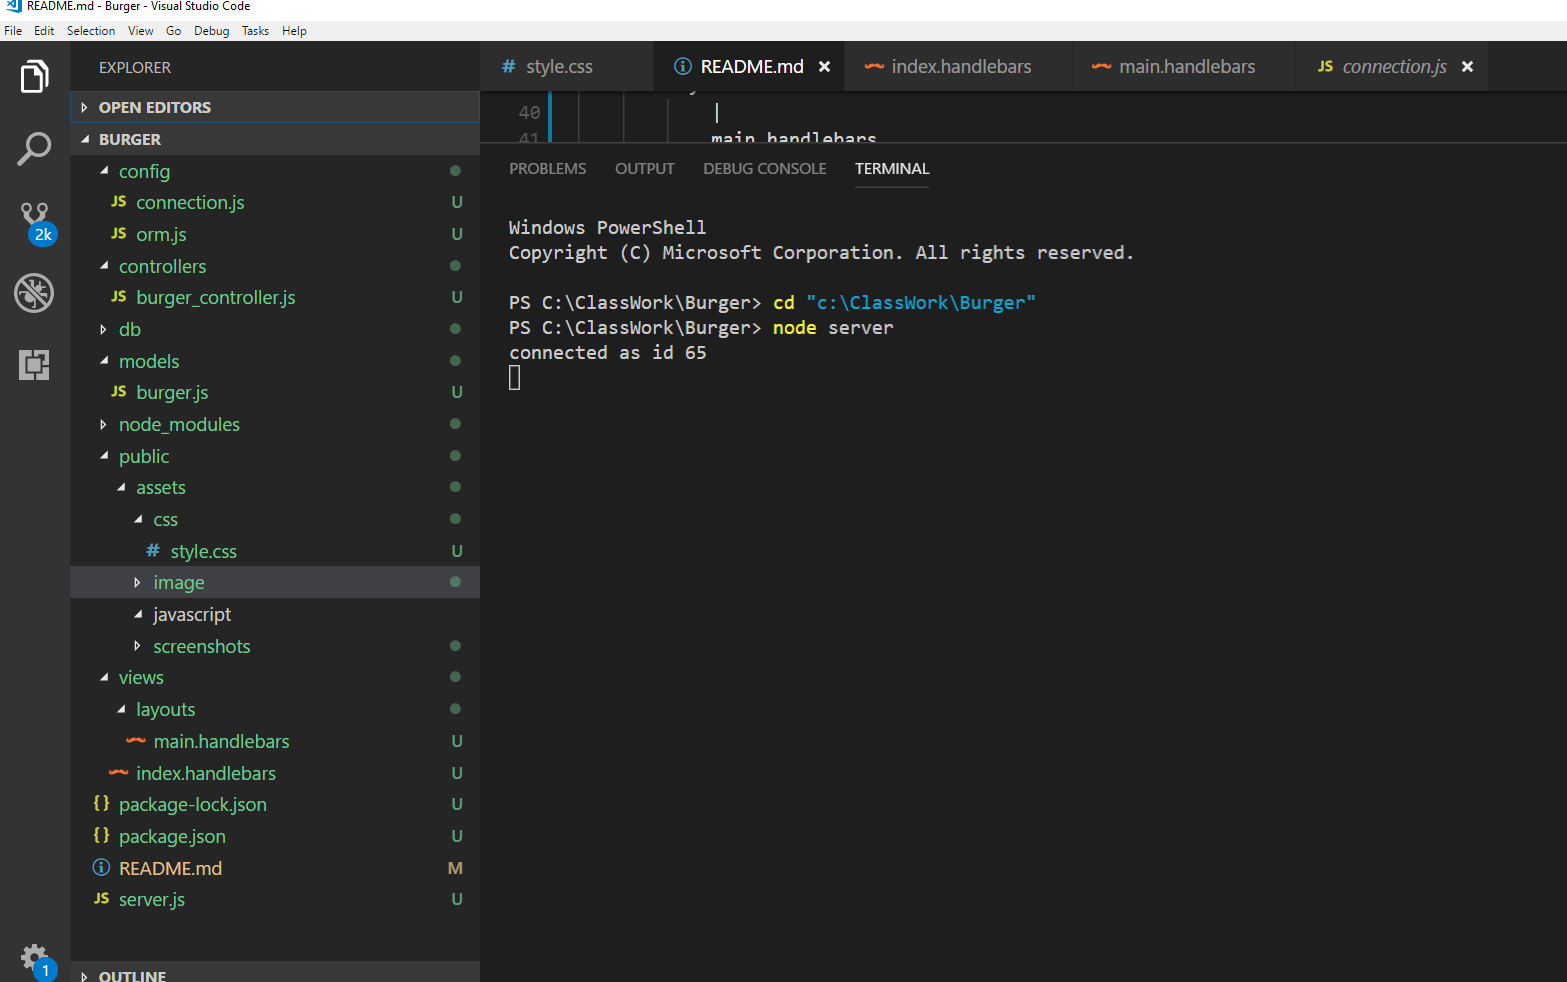 README.md - Burger - Visual Studio Code
File Edit Selection View Go Debug Tasks Help
EXPLORER
OPEN EDITORS
BURGER
config
JS connection.js U
JS orm.js U
controllers
JS burger_controller.js U
db
models
JS burger.js U
node_modules
public
assets
css
# style.css U
image
javascript
screenshots
views
layouts
main.handlebars U
index.handlebars U
{} package-lock.json U
{} package.json U
README.md M
JS server.js U
OUTLINE
2k
1
# style.css README.md × index.handlebars main.handlebars JS connection.js ×
40 |
41 main.handlebars
PROBLEMS OUTPUT DEBUG CONSOLE TERMINAL
Windows PowerShell
Copyright (C) Microsoft Corporation. All rights reserved.
PS C:\ClassWork\Burger> cd "c:\ClassWork\Burger"
PS C:\ClassWork\Burger> node server
connected as id 65